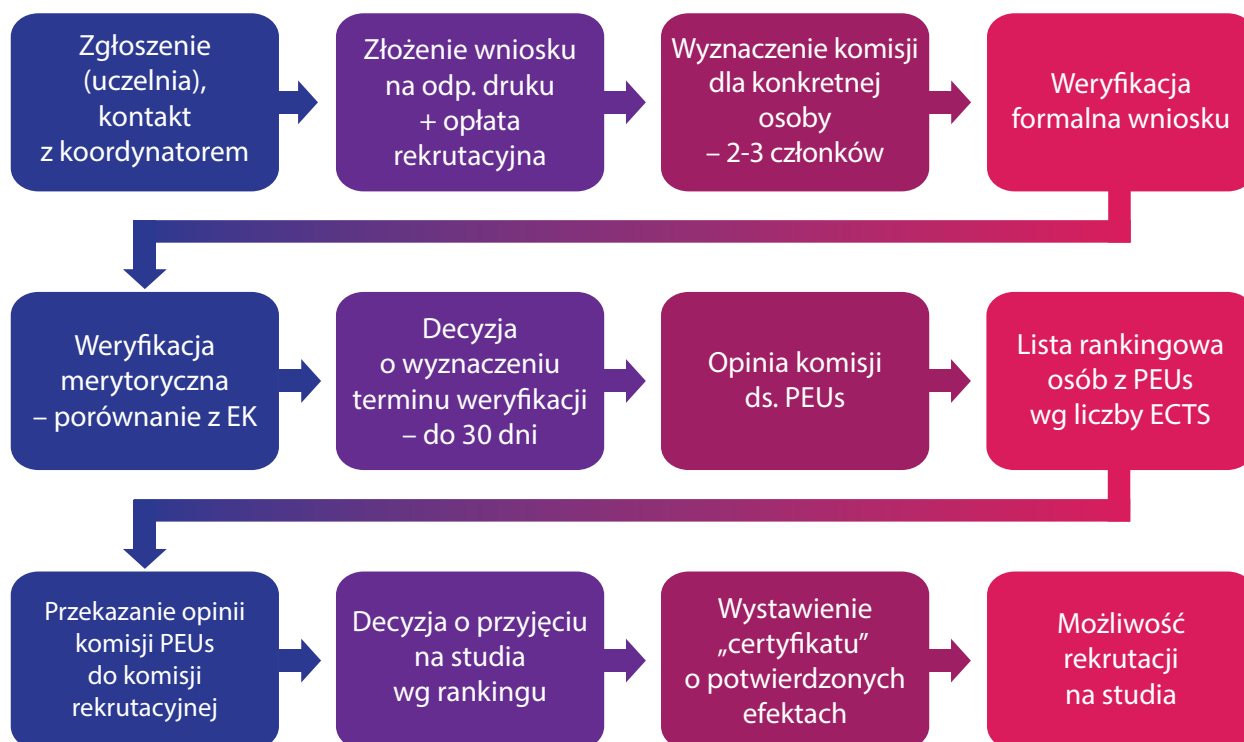 Zgłoszenie
(uczelnia),
kontakt
z koordynatorem
Złożenie wniosku
na odp. druku
+ opłata
rekrutacyjna
Wyznaczenie komisji
dla konkretnej
osoby
– 2-3 członków
Weryfikacja
formalna wniosku
Weryfikacja
merytoryczna
– porównanie z EK
Decyzja
o wyznaczeniu
terminu weryfikacji
– do 30 dni
Opinia komisji
ds. PEUs
Lista rankingowa
osób z PEUs
wg liczby ECTS
Przekazanie opinii
komisji PEUs
do komisji
rekrutacyjnej
Decyzja o przyjęciu
na studia
wg rankingu
Wystawienie
„certyfikatu”
o potwierdzonych
efektach
Możliwość
rekrutacji
na studia